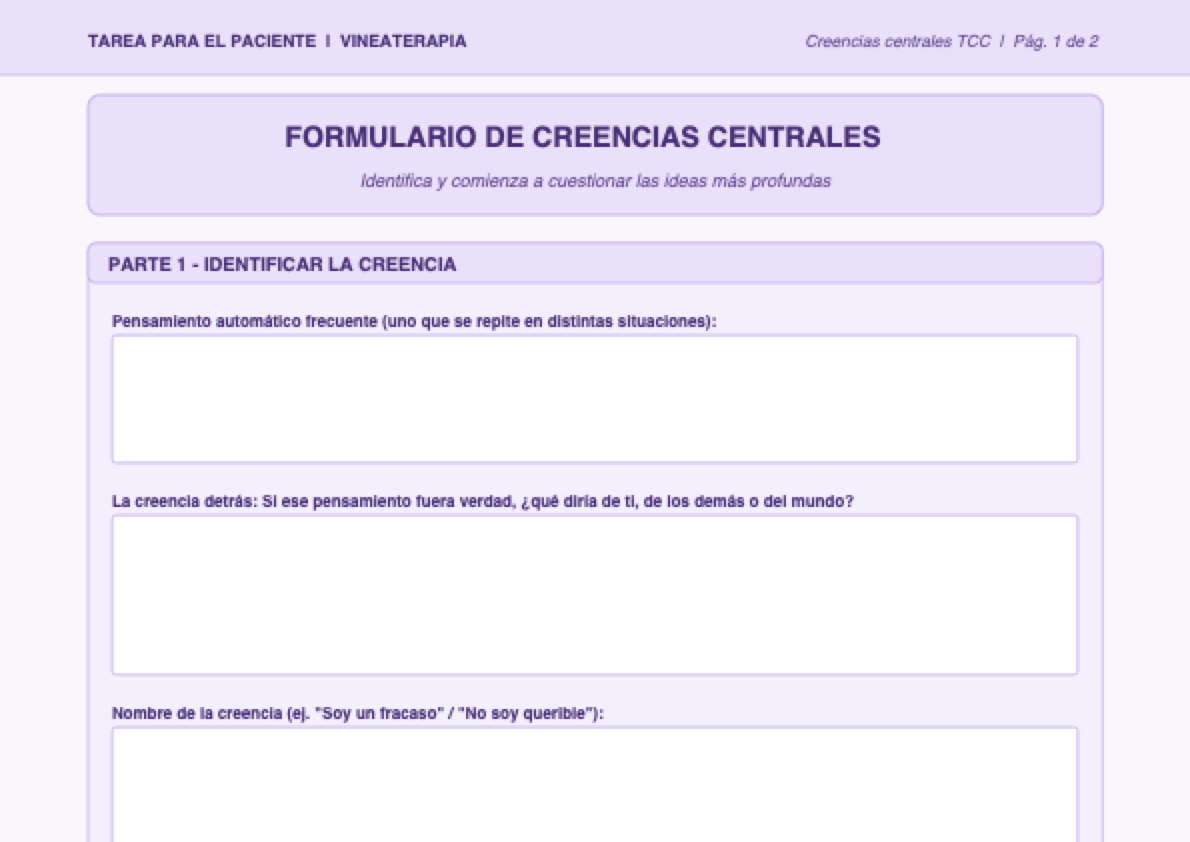 TAREA PARA EL PACIENTE | VINEATERAPIA
Creencias centrales TCC | Pág. 1 de 2
FORMULARIO DE CREENCIAS CENTRALES
Identifica y comienza a cuestionar las ideas más profundas
PARTE 1 - IDENTIFICAR LA CREENCIA
Pensamiento automático frecuente (uno que se repite en distintas situaciones):
La creencia detrás: Si ese pensamiento fuera verdad, ¿qué diría de ti, de los demás o del mundo?
Nombre de la creencia (ej. "Soy un fracaso" / "No soy querible"):